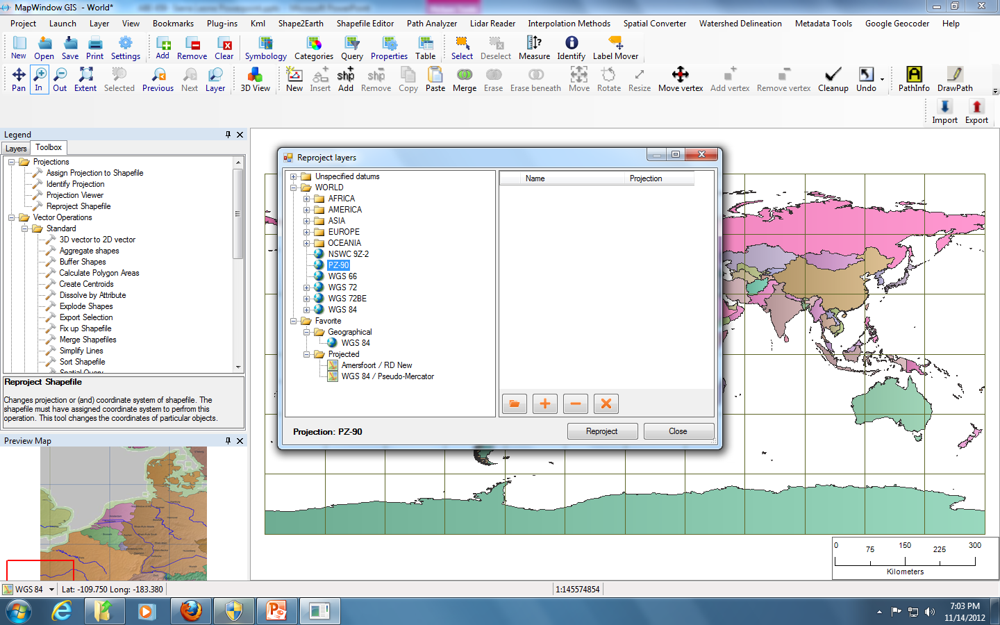 MapWindow GIS - World*
Project Launch Layer View Bookmarks Plug-ins Kml Shape2Earth Shapefile Editor Path Analyzer Lidar Reader Interpolation Methods Spatial Converter Watershed Delineation Metadata Tools Google Geocoder Help
New Open Save Print Settings Add Remove Clear Symbology Categories Query Properties Table Select Deselect Measure Identify Label Mover
shp shp
Pan In Out Extent Selected Previous Next Layer 3D View New Insert Add Remove Copy Paste Merge Erase Erase beneath Move Rotate Resize Move vertex Add vertex Remove vertex Cleanup Undo PathInfo DrawPath
Import Export
Legend
Layers Toolbox
Projections
Assign Projection to Shapefile
Identify Projection
Projection Viewer
Reproject Shapefile
Vector Operations
Standard
3D vector to 2D vector
Aggregate shapes
Buffer Shapes
Calculate Polygon Areas
Create Centroids
Dissolve by Attribute
Explode Shapes
Export Selection
Fix up Shapefile
Merge Shapefiles
Simplify Lines
Sort Shapefile
Spatial Query
Reproject Shapefile
Changes projection or (and) coordinate system of shapefile. The
shapefile must have assigned coordinate system to perfrom this
operation. This tool changes the coordinates of particular objects.
Preview Map
Reproject layers
Unspecified datums
WORLD
AFRICA
AMERICA
ASIA
EUROPE
OCEANIA
NSWC 9Z-2
PZ-90
WGS 66
WGS 72
WGS 72BE
WGS 84
Favorite
Geographical
WGS 84
Projected
Amersfoort / RD New
WGS 84 / Pseudo-Mercator
Name Projection
Projection: PZ-90
Reproject Close
0 75 150 225 300
Kilometers
WGS 84 Lat: -109.750 Long: -183.380 1:145574854
7:03 PM
11/14/2012